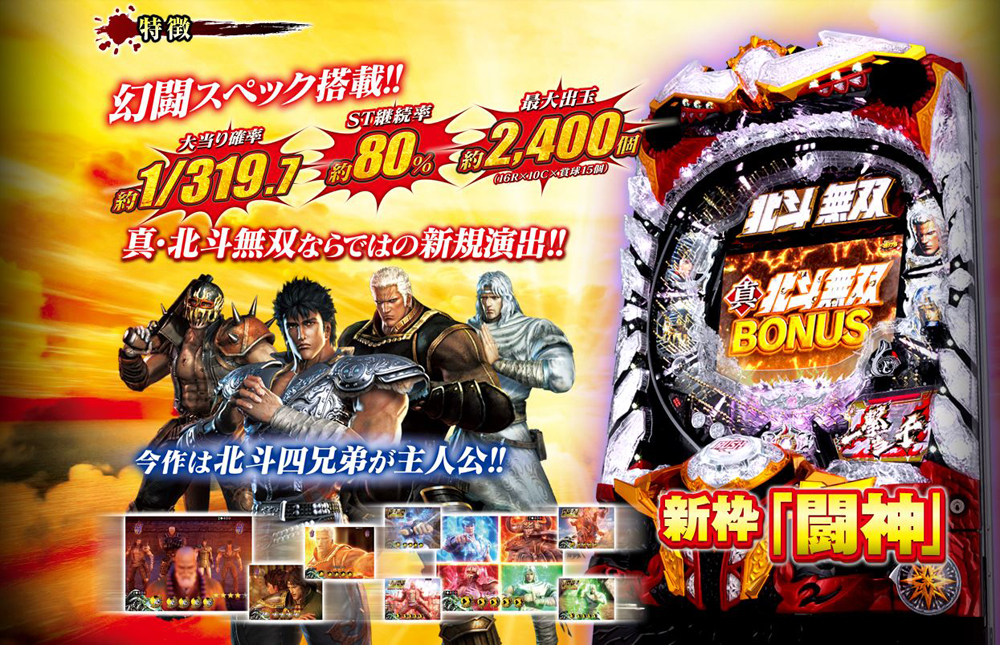 特徴
幻闘スペック搭載!!
大当り確率
約1/319.7
ST継続率
約80%
最大出玉
約2,400個
(16R×10C×賞球15個)
真・北斗無双ならではの新規演出!!
北斗無双
真 北斗無双
BONUS
今作は北斗四兄弟が主人公!!
新枠「闘神」